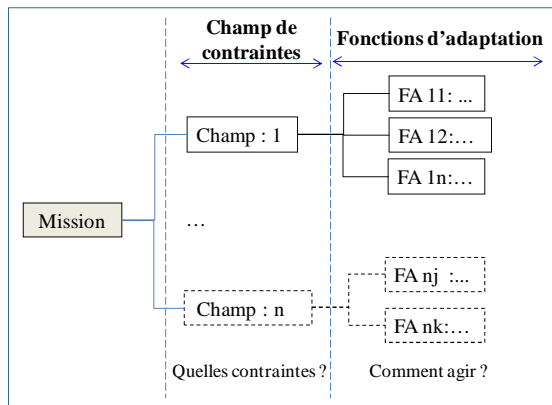 Champ de
contraintes
Fonctions d'adaptation
FA 11: ...
Champ : 1
FA 12:...
FA 1n:...
Mission
...
FA nj :...
Champ : n
FA nk:...
Quelles contraintes ?
Comment agir ?